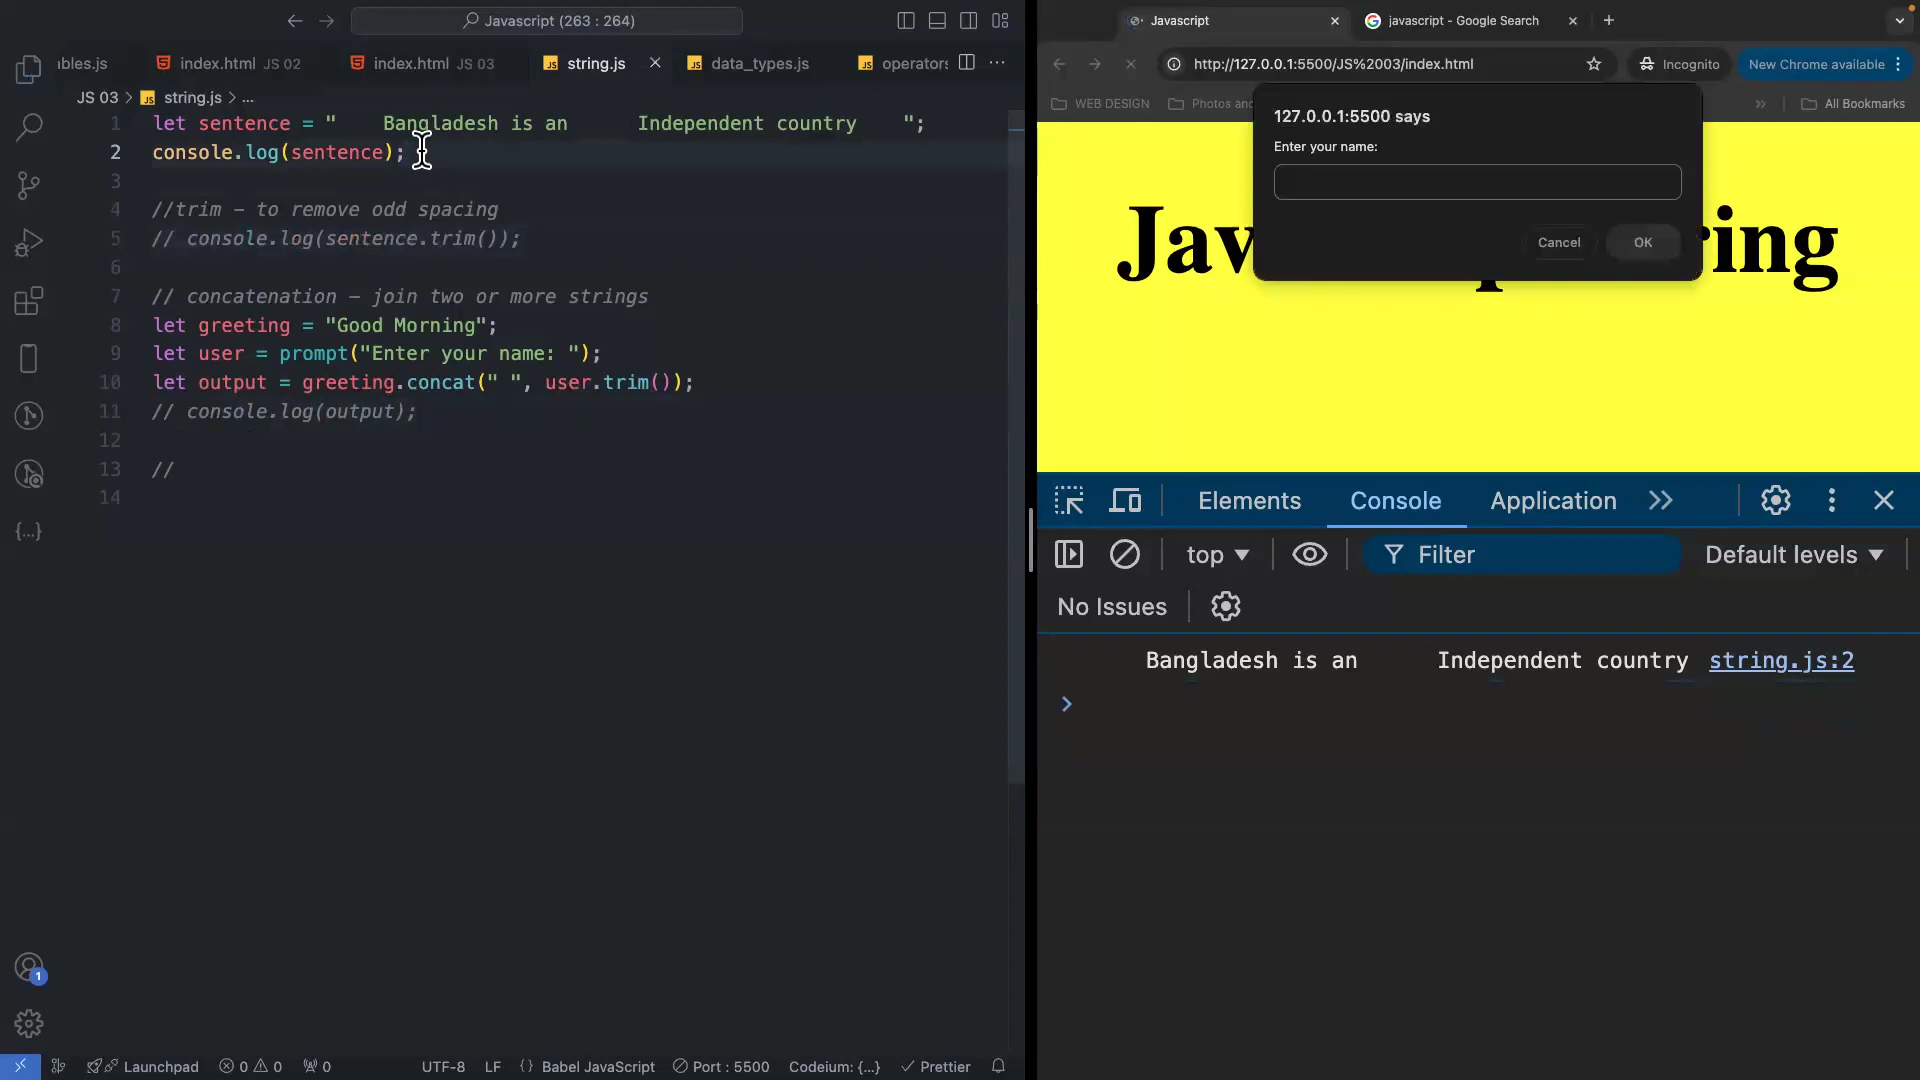 Javascript (263 : 264)
ables.js
index.html JS 02
index.html JS 03
string.js
data_types.js
JS 03 > string.js > ...
1 let sentence = "    Bangladesh is an      Independent country    ";
2 console.log(sentence);
3
4 //trim – to remove odd spacing
5 // console.log(sentence.trim());
6
7 // concatenation – join two or more strings
8 let greeting = "Good Morning";
9 let user = prompt("Enter your name: ");
10 let output = greeting.concat(" ", user.trim());
11 // console.log(output);
12
13 //
14
1
Launchpad
0 0
0
UTF-8
LF
Babel JavaScript
Port : 5500
Codeium: {...}
Prettier
Javascript
javascript - Google Search
http://127.0.0.1:5500/JS%2003/index.html
Incognito
New Chrome available
WEB DESIGN
Photos
All Bookmarks
127.0.0.1:5500 says
Enter your name:
Cancel
OK
Elements
Console
Application
top
Filter
Default levels
No Issues
Bangladesh is an      Independent country string.js:2